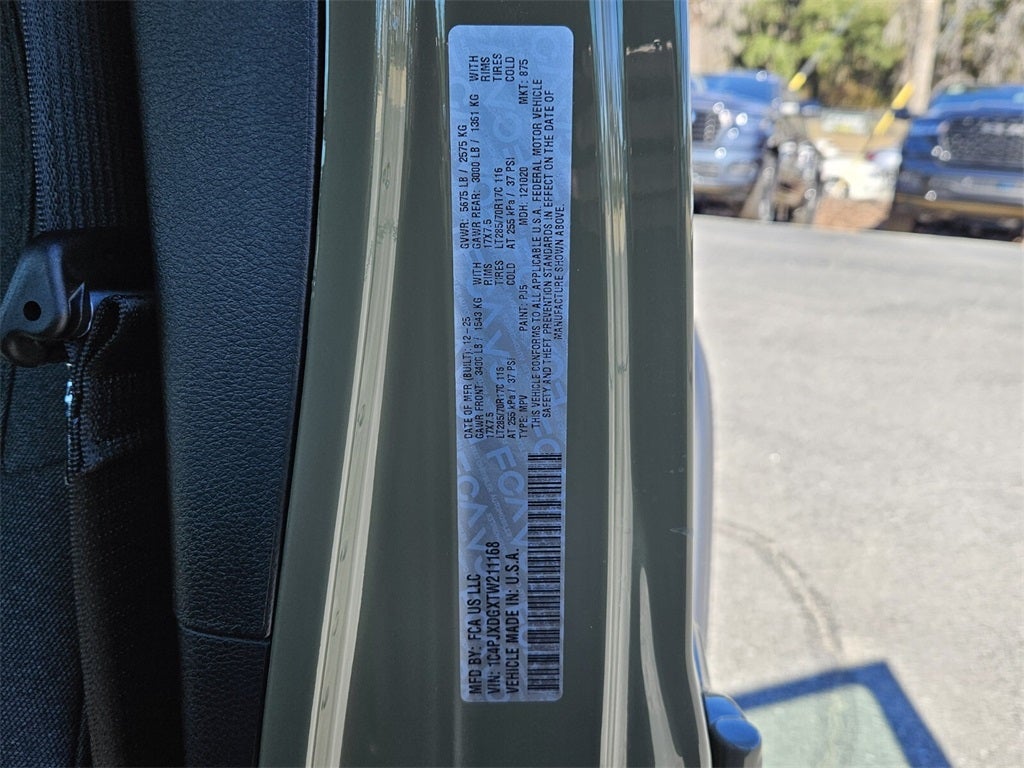 MFD BY: FCA US LLC
VIN: 1C4PJXDGXTW211168
VEHICLE MADE IN: U.S.A.
DATE OF MFR (BUILT): 12-25 GVWR: 5675 LB / 2575 KG
GAWR FRONT: 3400 LB / 1543 KG WITH GAWR REAR: 3000 LB / 1361 KG WITH
17X7.5 RIMS 17X7.5 RIMS
LT285/70R17C 116 TIRES LT285/70R17C 116 TIRES
AT 255 kPa / 37 PSI COLD AT 255 kPa / 37 PSI COLD
TYPE: MPV PAINT: PJ5 MDH: 121020 MKT: 875
THIS VEHICLE CONFORMS TO ALL APPLICABLE U.S.A. FEDERAL MOTOR VEHICLE
SAFETY AND THEFT PREVENTION STANDARDS IN EFFECT ON THE DATE OF
MANUFACTURE SHOWN ABOVE.